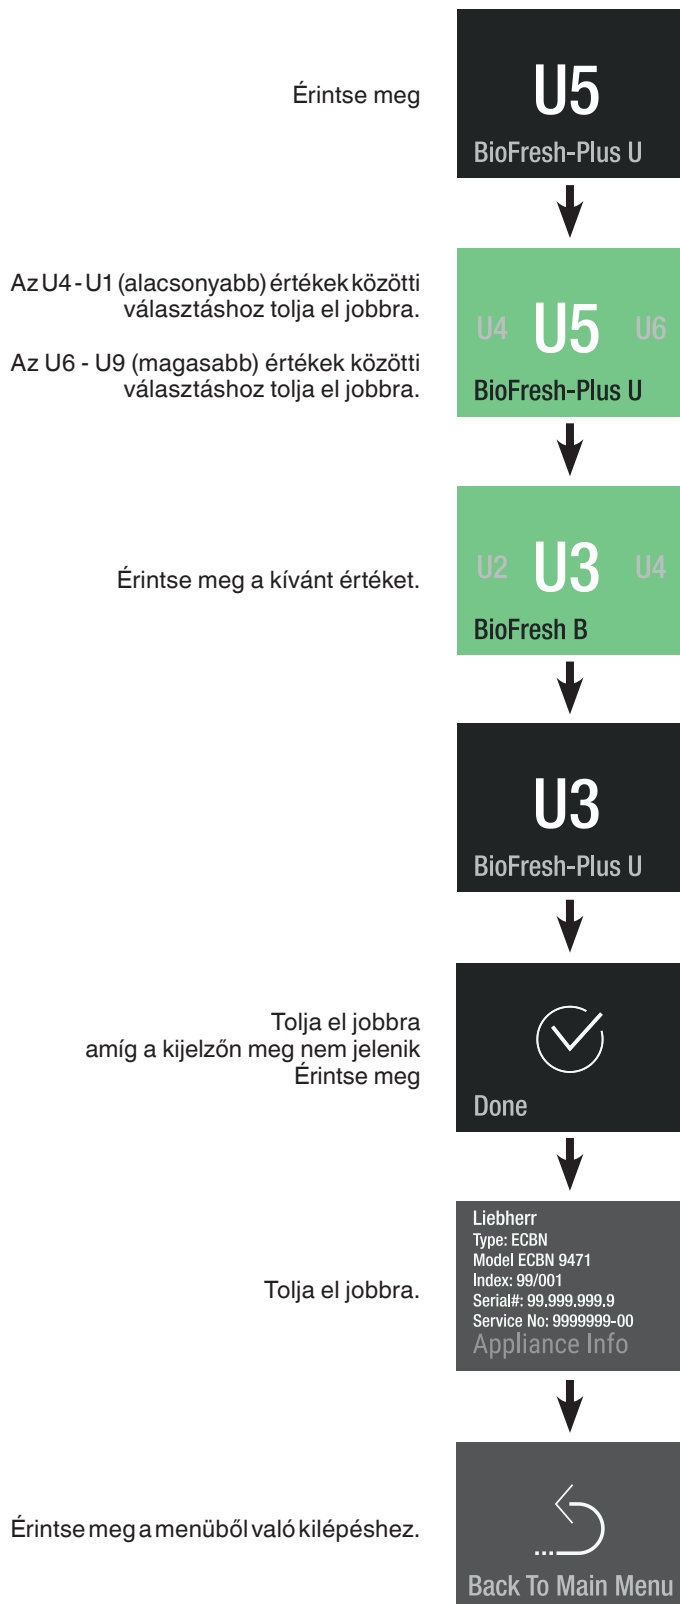 Érintse meg
U5
BioFresh-Plus U
Az U4 - U1 (alacsonyabb) értékek közötti
választáshoz tolja el jobbra.
Az U6 - U9 (magasabb) értékek közötti
választáshoz tolja el jobbra.
U4 U5 U6
BioFresh-Plus U
Érintse meg a kívánt értéket.
U2 U3 U4
BioFresh B
U3
BioFresh-Plus U
Tolja el jobbra
amíg a kijelzőn meg nem jelenik
Érintse meg
Done
Tolja el jobbra.
Liebherr
Type: ECBN
Model ECBN 9471
Index: 99/001
Serial#: 99.999.999.9
Service No: 9999999-00
Appliance Info
Érintse meg a menüből való kilépéshez.
Back To Main Menu